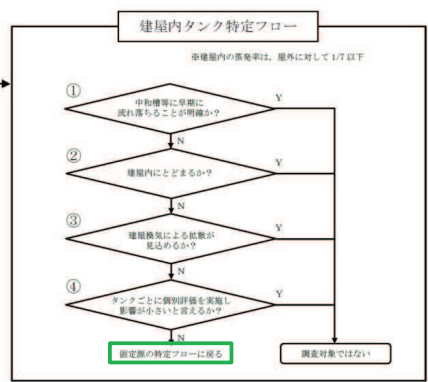 建屋内タンク特定フロー
※建屋内の蒸発率は，屋外に対して 1/7 以下
①
中和槽等に早期に
流れ落ちることが明確か？
Y
N
②
建屋内にとどまるか？
Y
N
③
建屋換気による拡散が
見込めるか？
Y
N
④
タンクごとに個別評価を実施し
影響が小さいと言えるか？
Y
N
固定源の特定フローに戻る
調査対象ではない